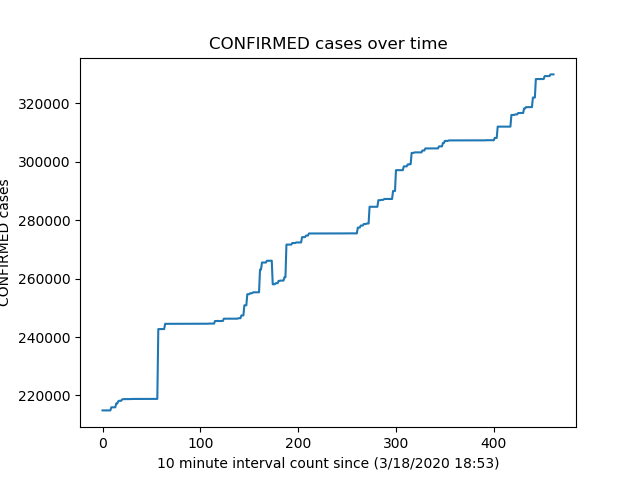 CONFIRMED cases over time
320000
300000
280000
260000
240000
220000
CONFIRMED cases
0 100 200 300 400
10 minute interval count since (3/18/2020 18:53)